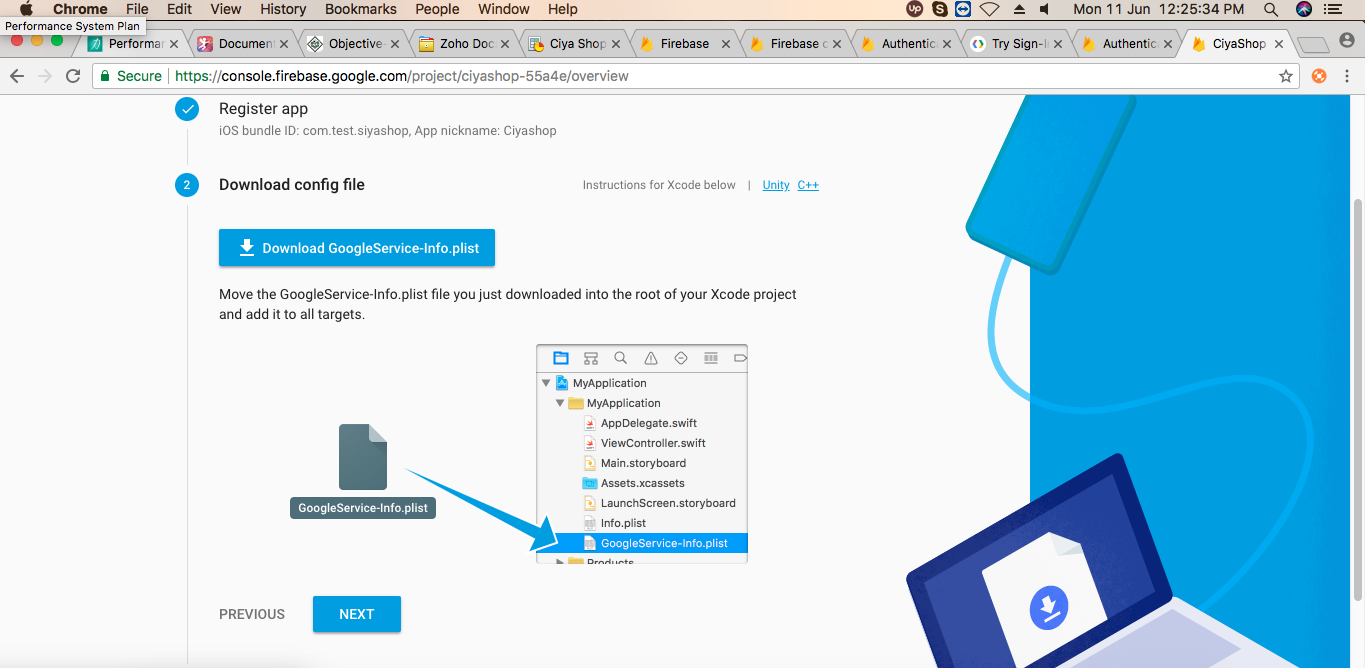 Chrome File Edit View History Bookmarks People Window Help Mon 11 Jun 12:25:34 PM
Performance System Plan
Performan Document Objective- Zoho Doc Ciya Shop Firebase Firebase c Authentic Try Sign-I Authentic CiyaShop
Secure https://console.firebase.google.com/project/ciyashop-55a4e/overview
Register app
iOS bundle ID: com.test.siyashop, App nickname: Ciyashop
2 Download config file Instructions for Xcode below | Unity C++
Download GoogleService-Info.plist
Move the GoogleService-Info.plist file you just downloaded into the root of your Xcode project
and add it to all targets.
MyApplication
MyApplication
AppDelegate.swift
ViewController.swift
Main.storyboard
Assets.xcassets
LaunchScreen.storyboard
Info.plist
GoogleService-Info.plist
GoogleService-Info.plist
Products
PREVIOUS NEXT